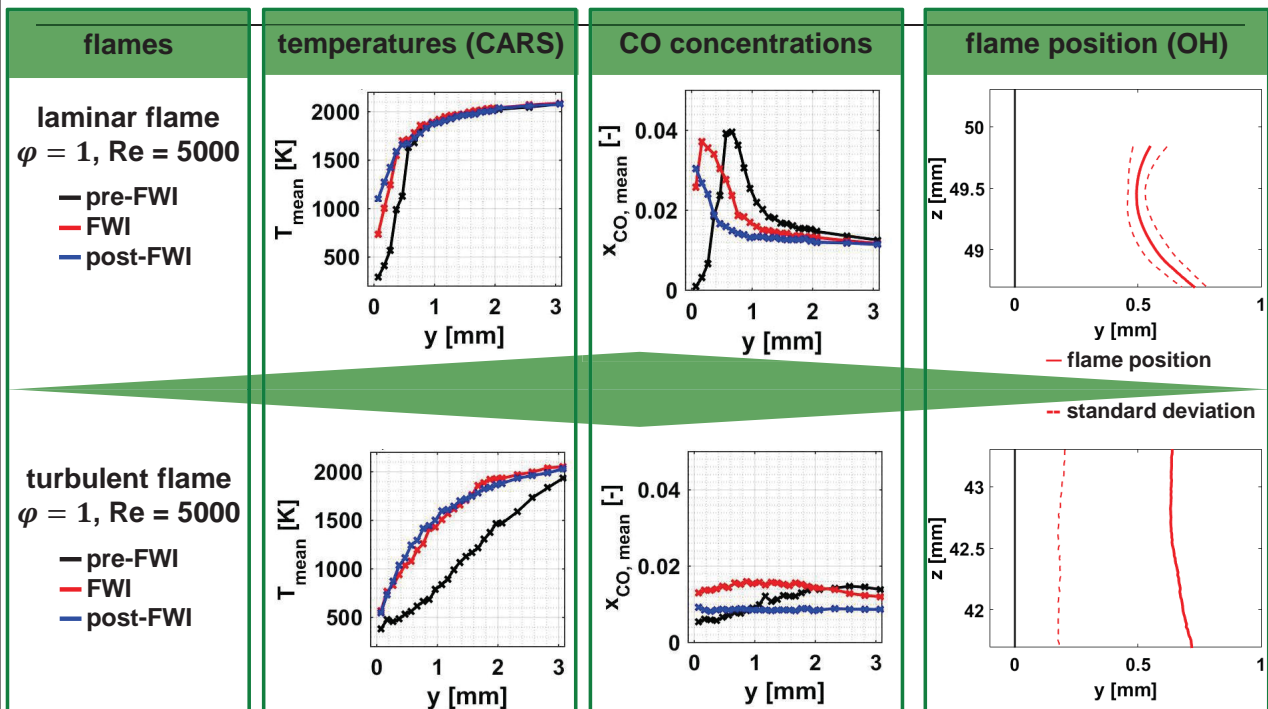 flames
temperatures (CARS)
CO concentrations
flame position (OH)
laminar flame
φ = 1, Re = 5000
pre-FWI
FWI
post-FWI
T_mean [K]
2000
1500
1000
500
0 1 2 3
y [mm]
x_CO, mean [-]
0.04
0.02
0
0 1 2 3
y [mm]
z [mm]
50
49.5
49
0 0.5 1
y [mm]
flame position
standard deviation
turbulent flame
φ = 1, Re = 5000
pre-FWI
FWI
post-FWI
T_mean [K]
2000
1500
1000
500
0 1 2 3
y [mm]
x_CO, mean [-]
0.04
0.02
0
0 1 2 3
y [mm]
z [mm]
43
42.5
42
0 0.5 1
y [mm]